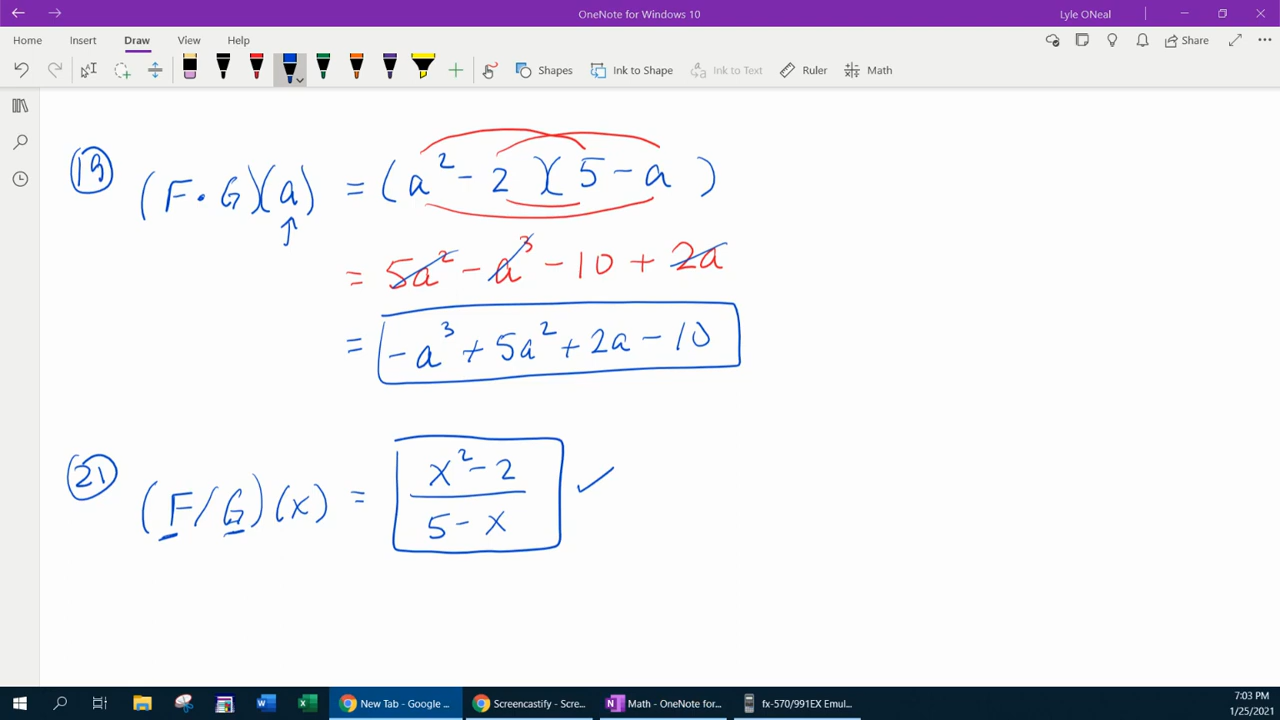 OneNote for Windows 10
Lyle ONeal
Home Insert Draw View Help
Share
Shapes Ink to Shape Ink to Text Ruler Math
(19) (F · G)(a) = (a² - 2)(5 - a)
↑
= 5a² - a³ - 10 + 2a
= -a³ + 5a² + 2a - 10
(21) (F/G)(x) = x² - 2
5 - x ✓
New Tab - Google ... Screencastify - Scre... Math - OneNote for... fx-570/991EX Emul...
7:03 PM
1/25/2021